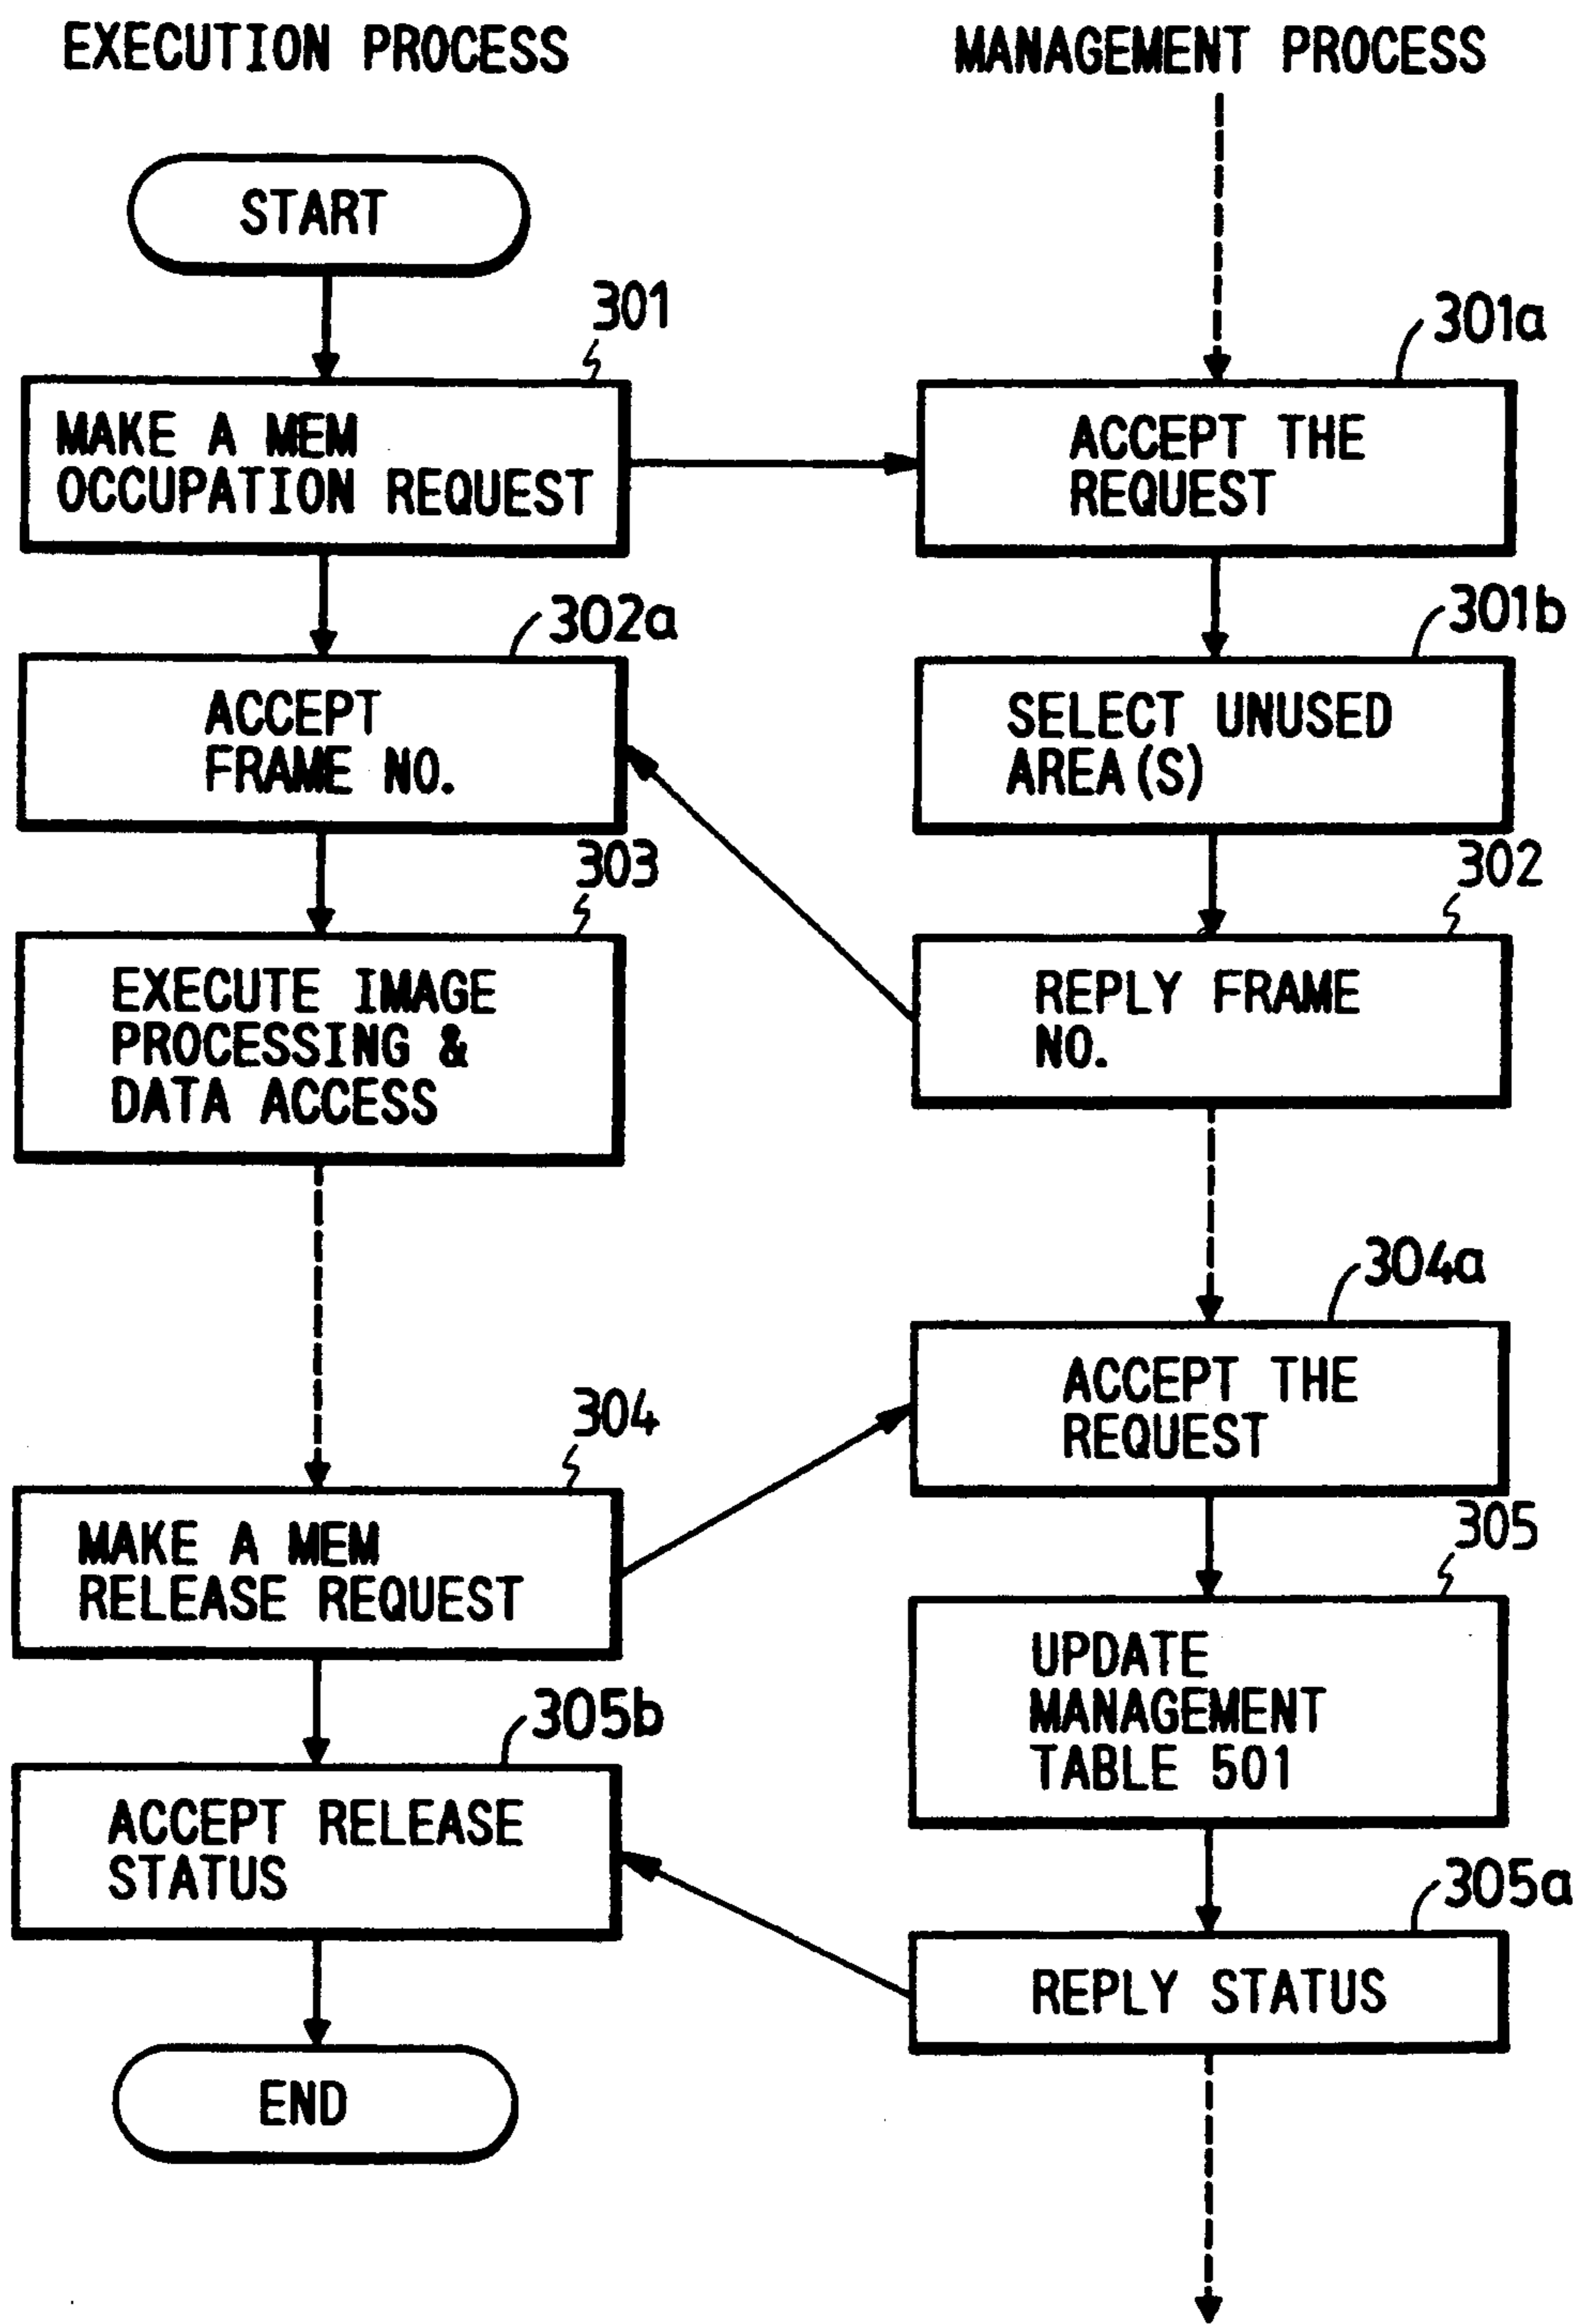 EXECUTION PROCESS
MANAGEMENT PROCESS
START
301
MAKE A MEM
OCCUPATION REQUEST
301a
ACCEPT THE
REQUEST
302a
ACCEPT
FRAME NO.
301b
SELECT UNUSED
AREA(S)
303
EXECUTE IMAGE
PROCESSING &
DATA ACCESS
302
REPLY FRAME
NO.
304a
ACCEPT THE
REQUEST
304
MAKE A MEM
RELEASE REQUEST
305
UPDATE
MANAGEMENT
TABLE 501
305b
ACCEPT RELEASE
STATUS
305a
REPLY STATUS
END